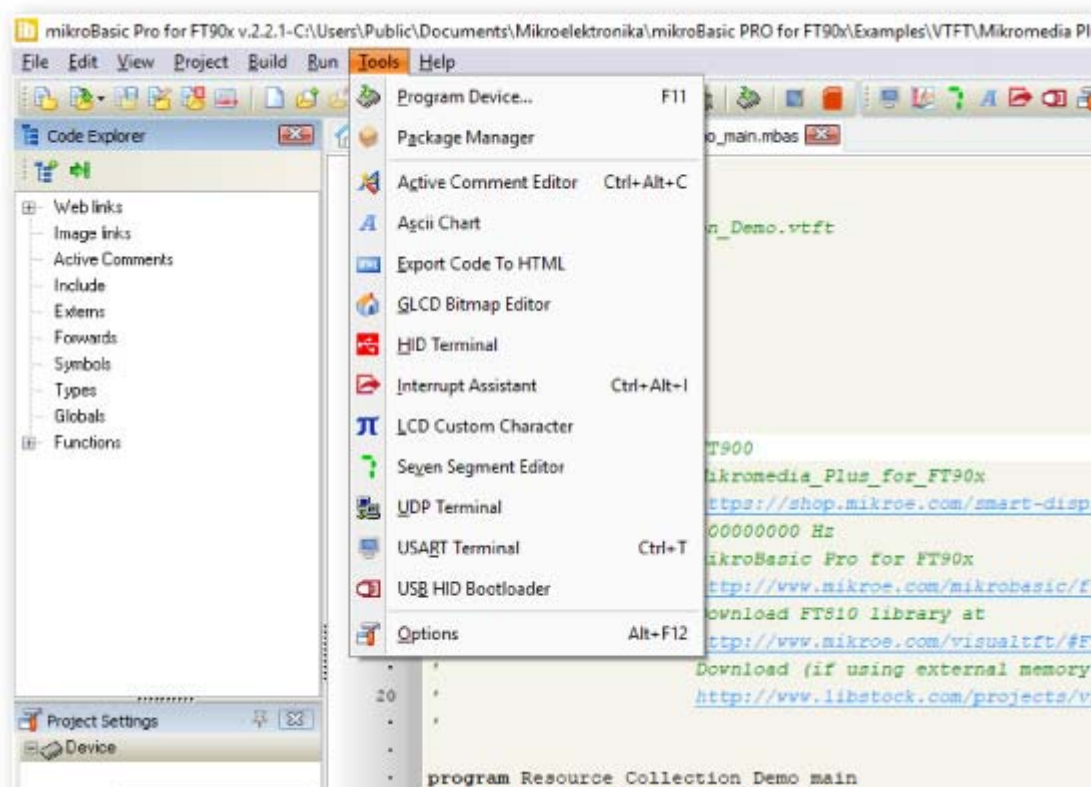 mikroBasic Pro for FT90x v.2.2.1-C:\Users\Public\Documents\Mikroelektronika\mikroBasic PRO for FT90x\Examples\VTFT\Mikromedia Pl
File Edit View Project Build Run Tools Help
Code Explorer
Web links
Image links
Active Comments
Include
Externs
Forwards
Symbols
Types
Globals
Functions
Project Settings
Device
Program Device... F11
Package Manager
Active Comment Editor Ctrl+Alt+C
Ascii Chart
Export Code To HTML
GLCD Bitmap Editor
HID Terminal
Interrupt Assistant Ctrl+Alt+I
LCD Custom Character
Seven Segment Editor
UDP Terminal
USART Terminal Ctrl+T
USB HID Bootloader
Options Alt+F12
o_main.mbas
n_Demo.vtft
FT900
ikromedia_Plus_for_FT90x
ttps://shop.mikroe.com/smart-disp
00000000 Hz
ikroBasic Pro for FT90x
ttp://www.mikroe.com/mikrobasic/f
ownload FT810 library at
ttp://www.mikroe.com/visualtft/#F
' Download (if using external memory
20 ' http://www.libstock.com/projects/v
'
program Resource Collection Demo main